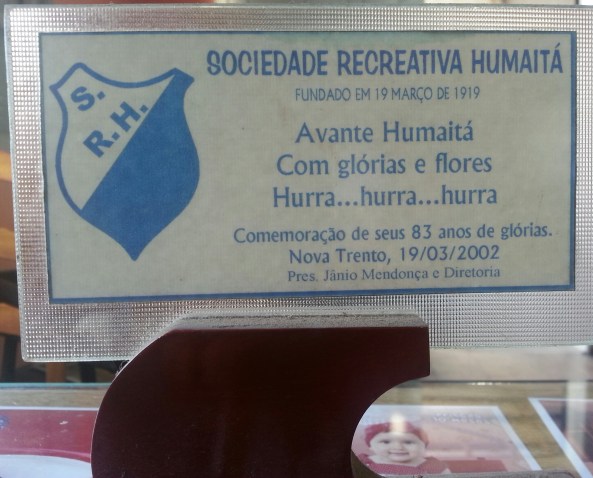 S.
R.H.
SOCIEDADE RECREATIVA HUMAITÁ
FUNDADO EM 19 MARÇO DE 1919
Avante Humaitá
Com glórias e flores
Hurra...hurra...hurra
Comemoração de seus 83 anos de glórias.
Nova Trento, 19/03/2002
Pres. Jânio Mendonça e Diretoria